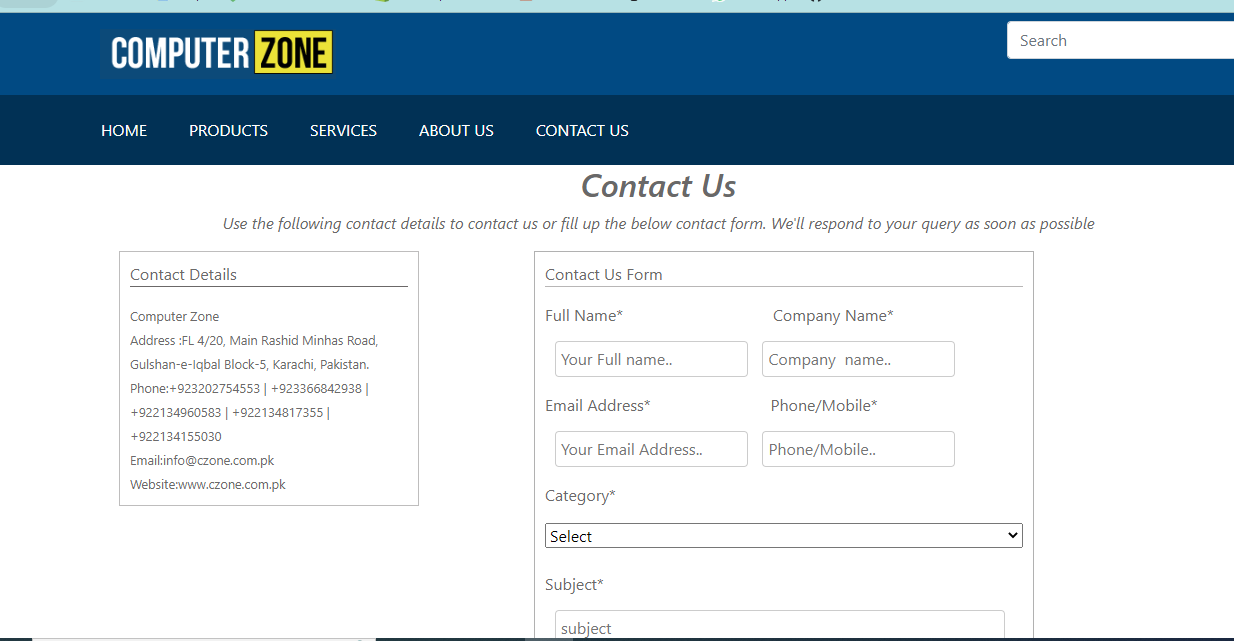 COMPUTER ZONE
Search
HOME PRODUCTS SERVICES ABOUT US CONTACT US
Contact Us
Use the following contact details to contact us or fill up the below contact form. We'll respond to your query as soon as possible
Contact Details
Computer Zone
Address :FL 4/20, Main Rashid Minhas Road,
Gulshan-e-Iqbal Block-5, Karachi, Pakistan.
Phone:+923202754553 | +923366842938 |
+922134960583 | +922134817355 |
+922134155030
Email:info@czone.com.pk
Website:www.czone.com.pk
Contact Us Form
Full Name* Company Name*
Your Full name.. Company name..
Email Address* Phone/Mobile*
Your Email Address.. Phone/Mobile..
Category*
Select
Subject*
subject